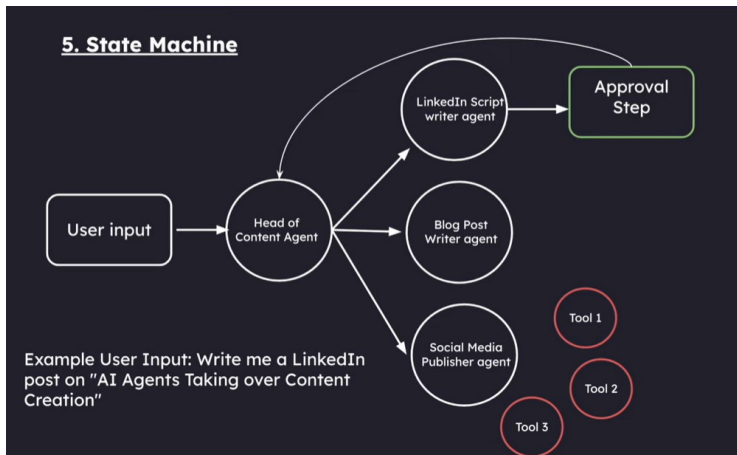 5. State Machine
LinkedIn Script
writer agent
Approval
Step
User input
Head of
Content Agent
Blog Post
Writer agent
Social Media
Publisher agent
Tool 1
Tool 2
Tool 3
Example User Input: Write me a LinkedIn
post on "AI Agents Taking over Content
Creation"